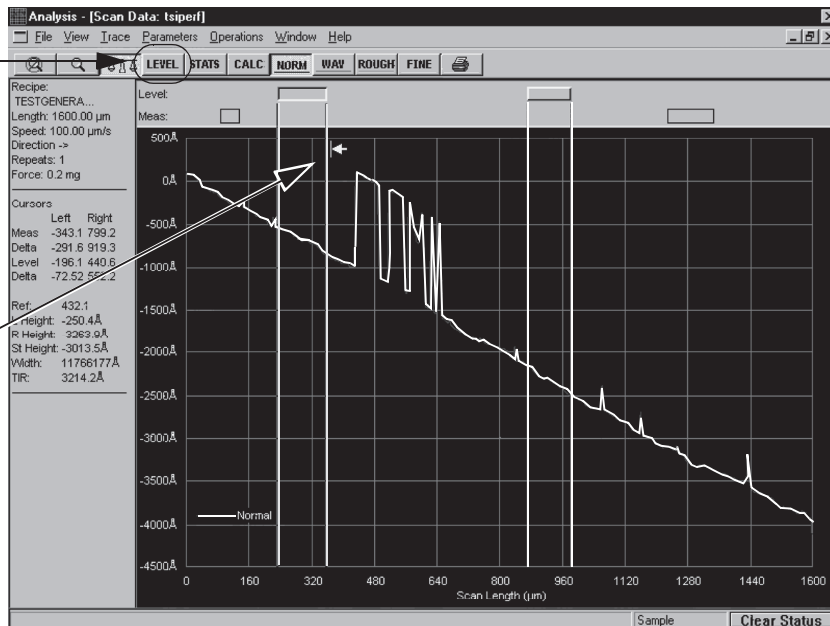 Analysis - [Scan Data: tsiperf]
File View Trace Parameters Operations Window Help
LEVEL STATS CALC NORM WAV ROUGH FINE
Recipe:
TESTGENERA...
Length: 1600.00 µm
Speed: 100.00 µm/s
Direction ->
Repeats: 1
Force: 0.2 mg
Cursors
Left Right
Meas -343.1 799.2
Delta -291.6 919.3
Level -196.1 440.6
Delta -72.52
Ref: 432.1
Height: -250.4Å
R Height: 3263.9Å
St Height: -3013.5Å
Width: 11766177Å
TIR: 3214.2Å
Level:
Meas:
500Å
0Å
-500Å
-1000Å
-1500Å
-2000Å
-2500Å
-3000Å
-3500Å
-4000Å
-4500Å
Normal
0 160 320 480 640 800 960 1120 1280 1440 1600
Scan Length (µm)
Sample Clear Status